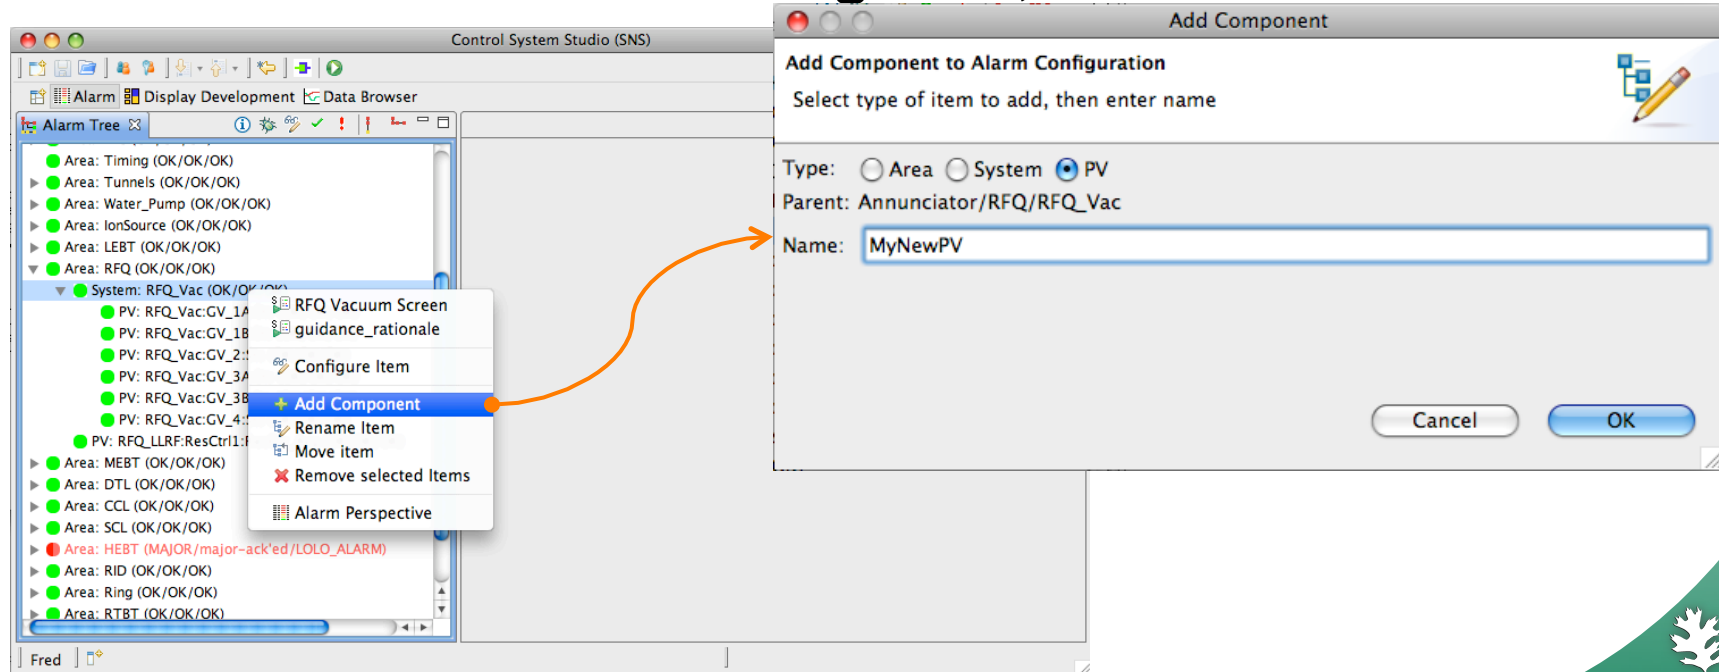 Control System Studio (SNS)
Alarm
Display Development
Data Browser
Alarm Tree
Area: Timing (OK/OK/OK)
Area: Tunnels (OK/OK/OK)
Area: Water_Pump (OK/OK/OK)
Area: IonSource (OK/OK/OK)
Area: LEBT (OK/OK/OK)
Area: RFQ (OK/OK/OK)
System: RFQ_Vac (OK/OK/OK)
PV: RFQ_Vac:GV_1A
PV: RFQ_Vac:GV_1B
PV: RFQ_Vac:GV_2:
PV: RFQ_Vac:GV_3A
PV: RFQ_Vac:GV_3B
PV: RFQ_Vac:GV_4:
PV: RFQ_LLRF:ResCtrl1:
Area: MEBT (OK/OK/OK)
Area: DTL (OK/OK/OK)
Area: CCL (OK/OK/OK)
Area: SCL (OK/OK/OK)
Area: HEBT (MAJOR/major-ack'ed/LOLO_ALARM)
Area: RID (OK/OK/OK)
Area: Ring (OK/OK/OK)
Area: RTBT (OK/OK/OK)
Fred
RFQ Vacuum Screen
guidance_rationale
Configure Item
Add Component
Rename Item
Move item
Remove selected Items
Alarm Perspective
Add Component
Add Component to Alarm Configuration
Select type of item to add, then enter name
Type: Area System PV
Parent: Annunciator/RFQ/RFQ_Vac
Name: MyNewPV
Cancel
OK